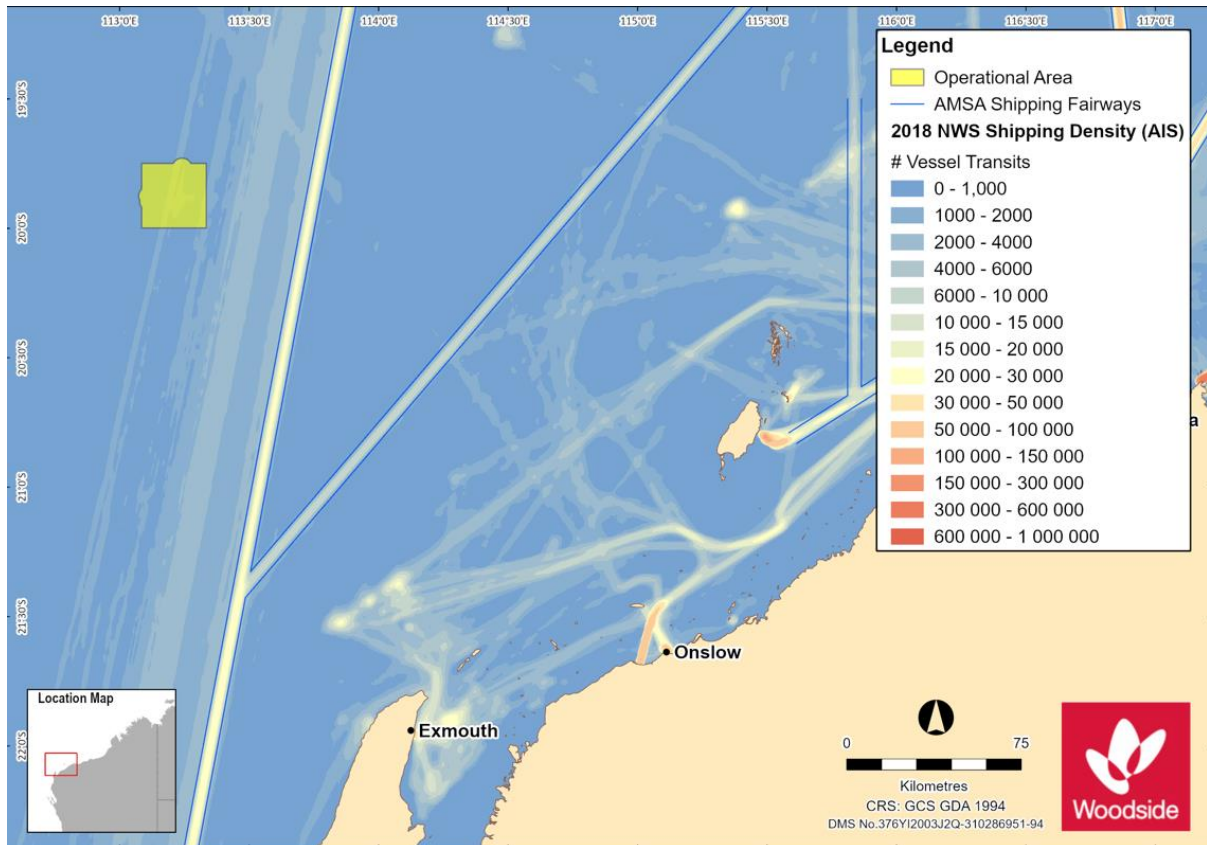 113°0'E 113°30'E 114°0'E 114°30'E 115°0'E 115°30'E 116°0'E 116°30'E 117°0'E
19°30'S
20°0'S
20°30'S
21°0'S
21°30'S
22°0'S
Legend
Operational Area
AMSA Shipping Fairways
2018 NWS Shipping Density (AIS)
# Vessel Transits
0 - 1,000
1000 - 2000
2000 - 4000
4000 - 6000
6000 - 10 000
10 000 - 15 000
15 000 - 20 000
20 000 - 30 000
30 000 - 50 000
50 000 - 100 000
100 000 - 150 000
150 000 - 300 000
300 000 - 600 000
600 000 - 1 000 000
a
Onslow
Exmouth
Location Map
0 75
Kilometres
CRS: GCS GDA 1994
DMS No.376YI2003J2Q-310286951-94
Woodside